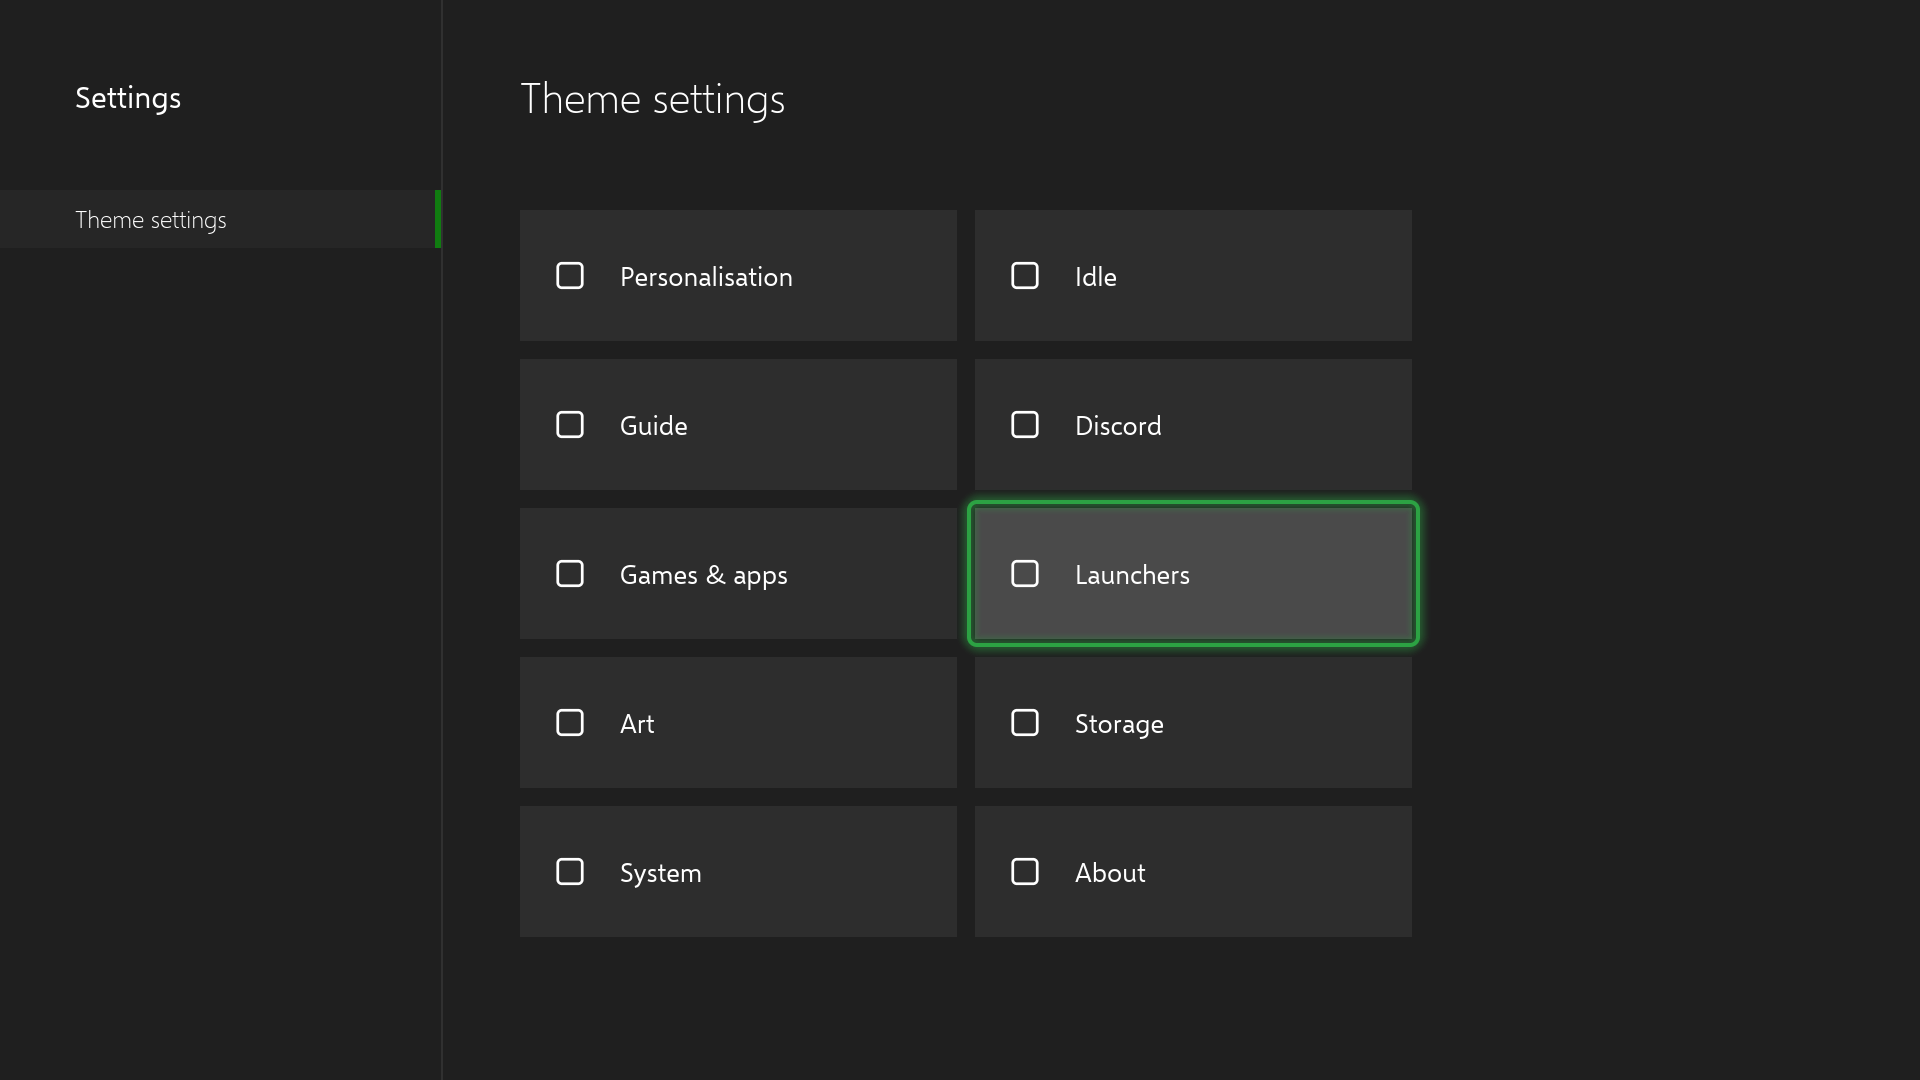 Settings
Theme settings
Theme settings
Personalisation
Idle
Guide
Discord
Games & apps
Launchers
Art
Storage
System
About